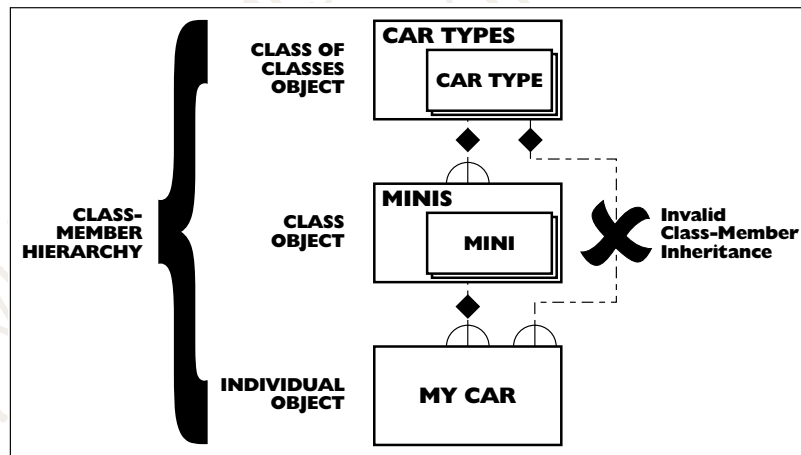 CLASS OF
CLASSES
OBJECT
CAR TYPES
CAR TYPE
CLASS-
MEMBER
HIERARCHY
CLASS
OBJECT
MINIS
MINI
Invalid
Class-Member
Inheritance
INDIVIDUAL
OBJECT
MY CAR